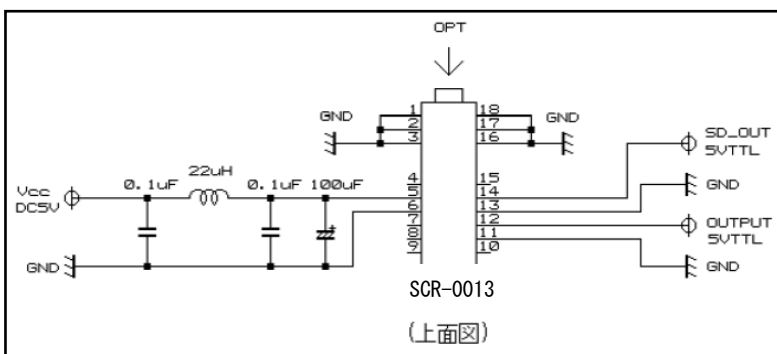 OPT
GND
1
2
3
18
17
16
GND
SD_OUT
5VTTL
22uH
0.1uF
0.1uF
100uF
+
Vcc
DC5V
4
5
6
7
8
9
15
14
13
12
11
10
GND
OUTPUT
5VTTL
GND
GND
SCR-0013
(上面図)